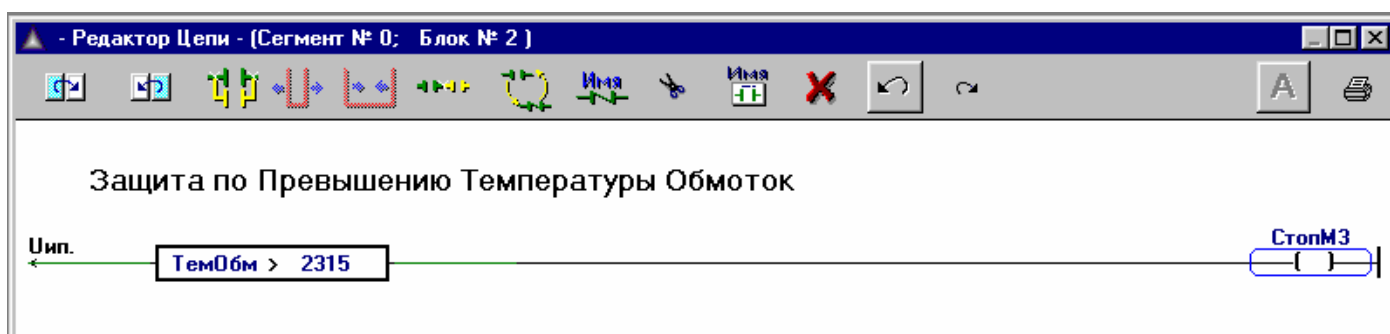 - Редактор Цепи - (Сегмент № 0; Блок № 2 )
Имя
Имя
A
Защита по Превышению Температуры Обмоток
Uип.
ТемОбм > 2315
СтопМ3